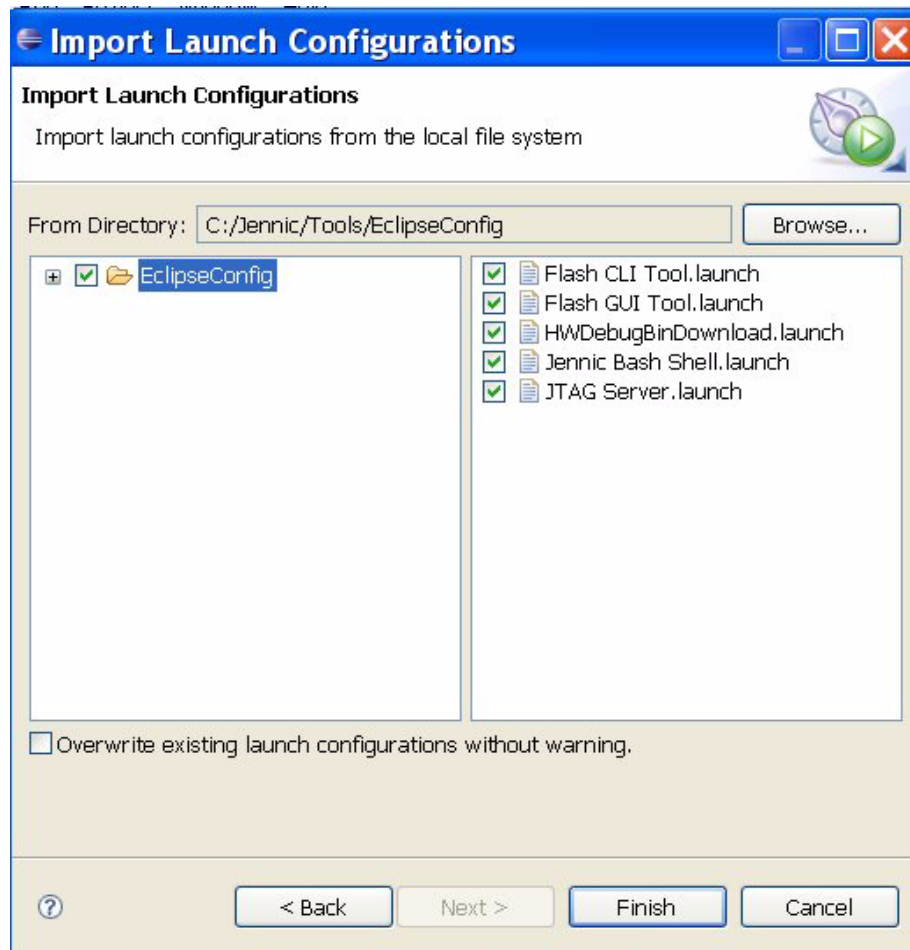 Import Launch Configurations
Import Launch Configurations
Import launch configurations from the local file system
From Directory: C:/Jennic/Tools/EclipseConfig Browse...
EclipseConfig
Flash CLI Tool.launch
Flash GUI Tool.launch
HWDebugBinDownload.launch
Jennic Bash Shell.launch
JTAG Server.launch
Overwrite existing launch configurations without warning.
? < Back Next > Finish Cancel